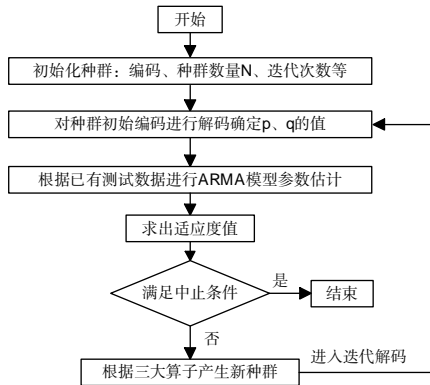 开始
初始化种群：编码、种群数量N、迭代次数等
对种群初始编码进行解码确定p、q的值
根据已有测试数据进行ARMA模型参数估计
求出适应度值
满足中止条件
是
结束
否
根据三大算子产生新种群
进入迭代解码